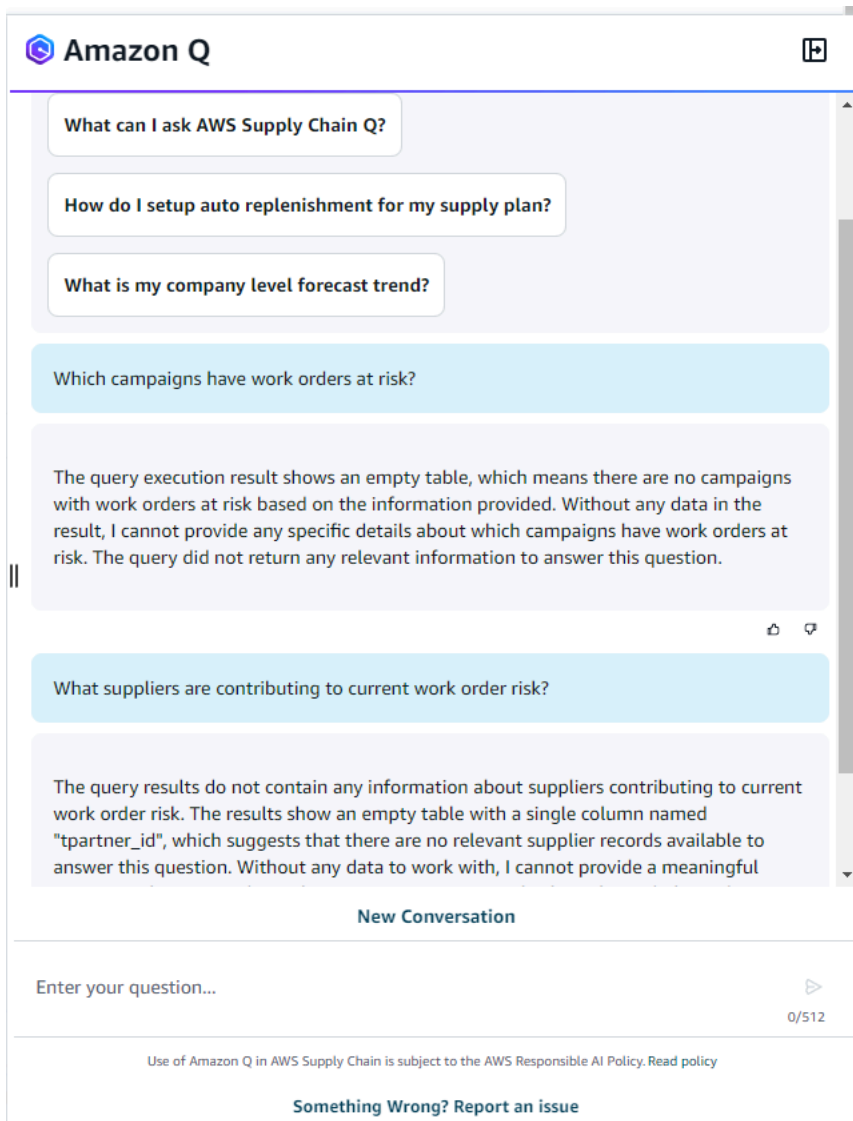 Amazon Q
What can I ask AWS Supply Chain Q?
How do I setup auto replenishment for my supply plan?
What is my company level forecast trend?
Which campaigns have work orders at risk?
The query execution result shows an empty table, which means there are no campaigns
with work orders at risk based on the information provided. Without any data in the
result, I cannot provide any specific details about which campaigns have work orders at
risk. The query did not return any relevant information to answer this question.
What suppliers are contributing to current work order risk?
The query results do not contain any information about suppliers contributing to current
work order risk. The results show an empty table with a single column named
"tpartner_id", which suggests that there are no relevant supplier records available to
answer this question. Without any data to work with, I cannot provide a meaningful
New Conversation
Enter your question...
0/512
Use of Amazon Q in AWS Supply Chain is subject to the AWS Responsible AI Policy. Read policy
Something Wrong? Report an issue